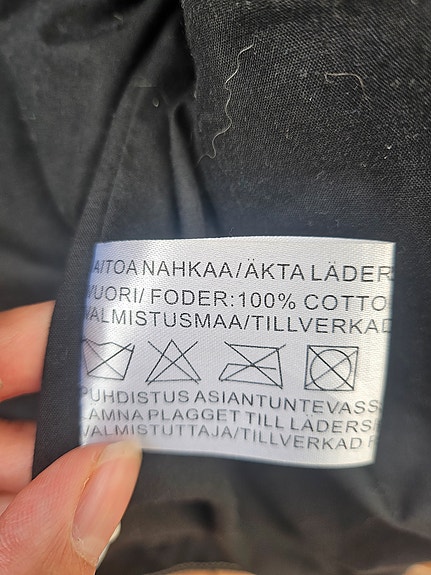 AITOA NAHKAA/ÄKTA LÄDER
VUORI/ FODER:100% COTTO
VALMISTUSMAA/TILLVERKAD
PUHDISTUS ASIANTUNTEVASS
LÄMNA PLAGGET TILL LÄDERS
VALMISTUTTAJA/TILLVERKAD F